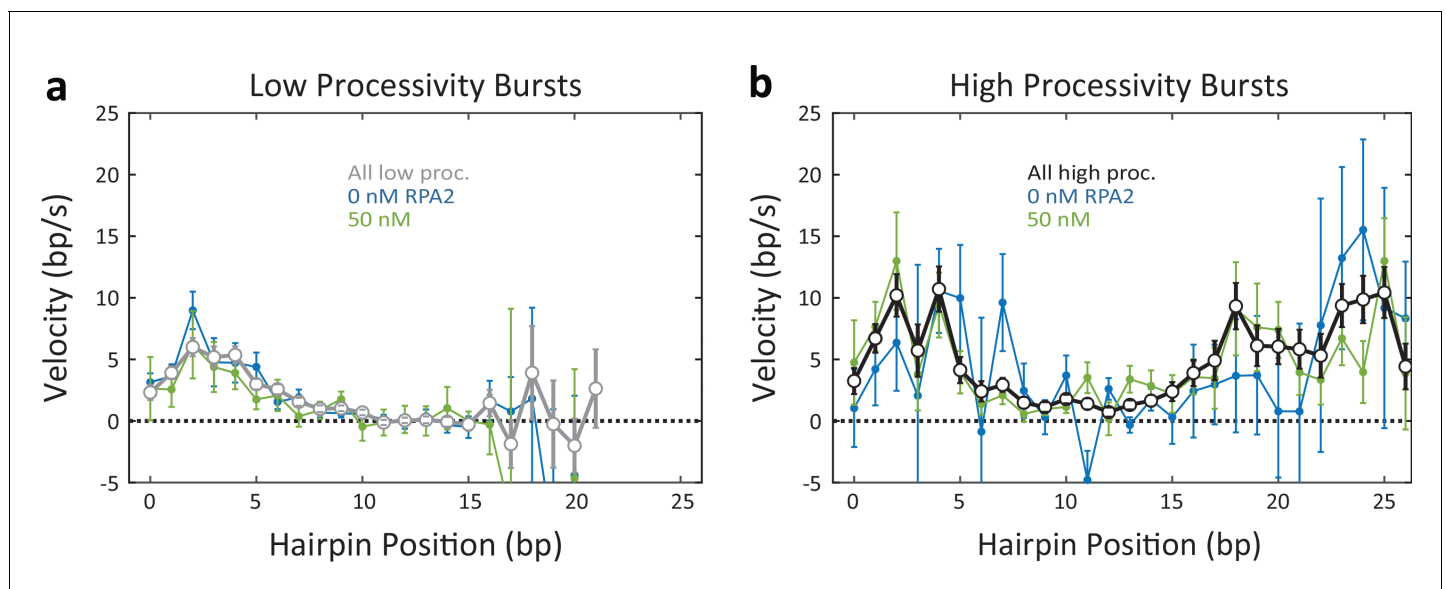 a
Low Processivity Bursts
25
20
15
10
5
0
-5
Velocity (bp/s)
All low proc.
0 nM RPA2
50 nM
0 5 10 15 20 25
Hairpin Position (bp)
b
High Processivity Bursts
25
20
15
10
5
0
-5
Velocity (bp/s)
All high proc.
0 nM RPA2
50 nM
0 5 10 15 20 25
Hairpin Position (bp)